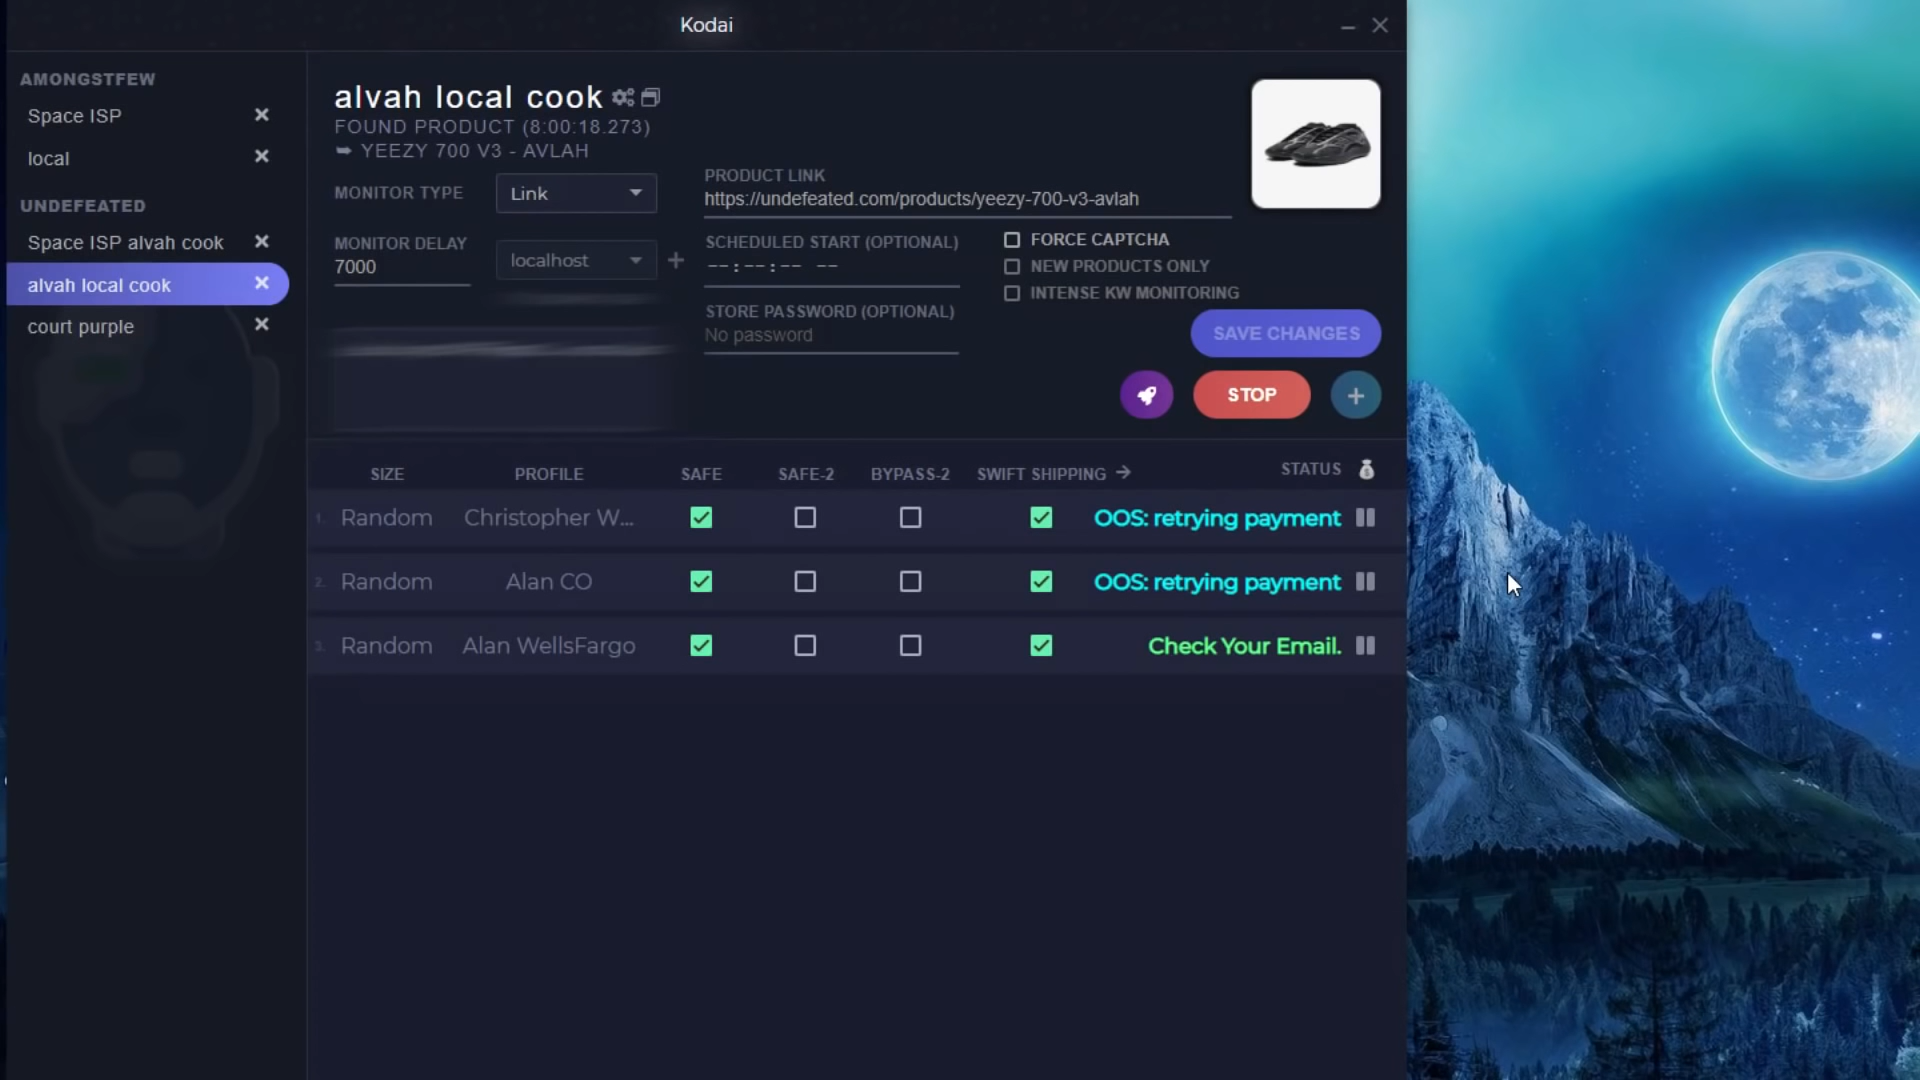 Kodai
AMONGSTFEW
Space ISP
local
UNDEFEATED
Space ISP alvah cook
alvah local cook
court purple
alvah local cook
FOUND PRODUCT (8:00:18.273)
➥ YEEZY 700 V3 - AVLAH
MONITOR TYPE
Link
PRODUCT LINK
https://undefeated.com/products/yeezy-700-v3-avlah
MONITOR DELAY
7000
localhost
SCHEDULED START (OPTIONAL)
--:--:-- --
STORE PASSWORD (OPTIONAL)
No password
FORCE CAPTCHA
NEW PRODUCTS ONLY
INTENSE KW MONITORING
SAVE CHANGES
STOP
SIZE PROFILE SAFE SAFE-2 BYPASS-2 SWIFT SHIPPING → STATUS
1. Random Christopher W... OOS: retrying payment
2. Random Alan CO OOS: retrying payment
3. Random Alan WellsFargo Check Your Email.